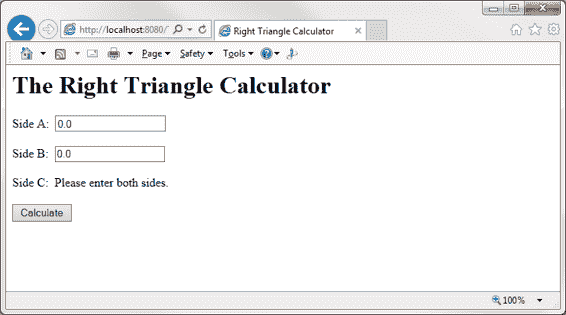 http://localhost:8080/
Right Triangle Calculator
Page Safety Tools
The Right Triangle Calculator
Side A: 0.0
Side B: 0.0
Side C: Please enter both sides.
Calculate
100%